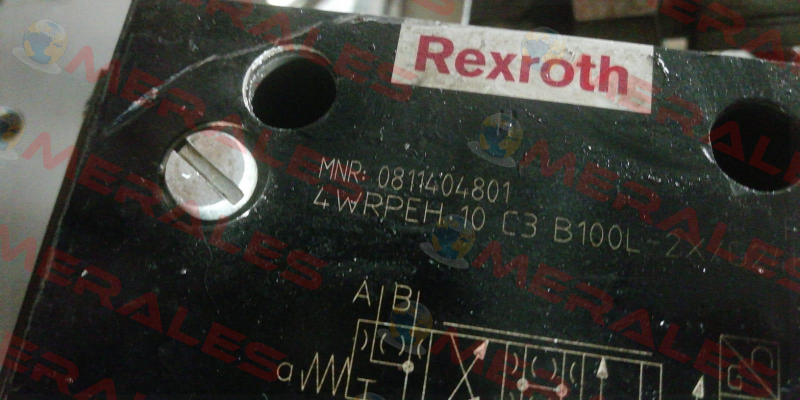 Rexroth
MNR: 0811404801
4WRPEH 10 C3 B100L-2X
A B
a
G
MERALES